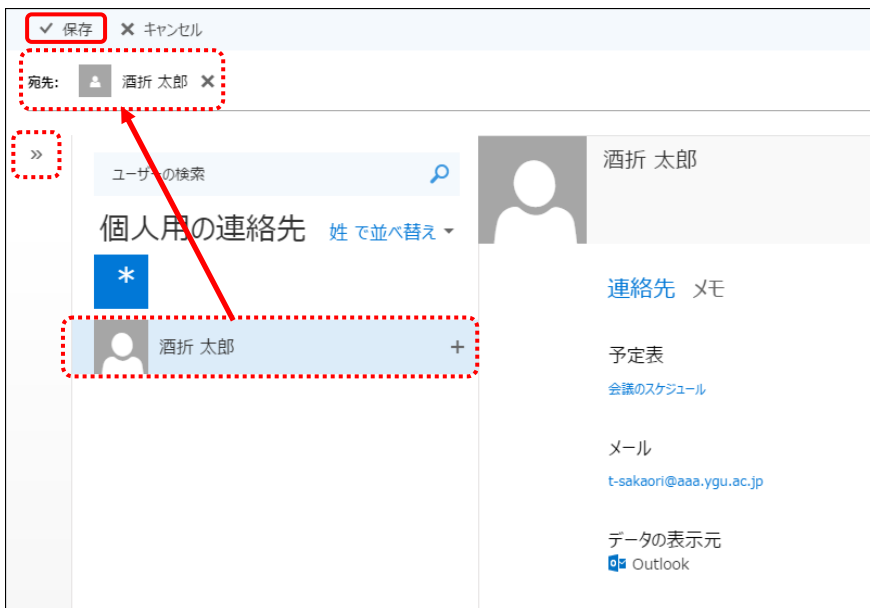 ✓ 保存 ✕ キャンセル
宛先: 酒折 太郎 ✕
»
ユーザーの検索
個人用の連絡先 姓 で並べ替え
*
酒折 太郎 +
酒折 太郎
連絡先 メモ
予定表
会議のスケジュール
メール
t-sakaori@aaa.ygu.ac.jp
データの表示元
Outlook